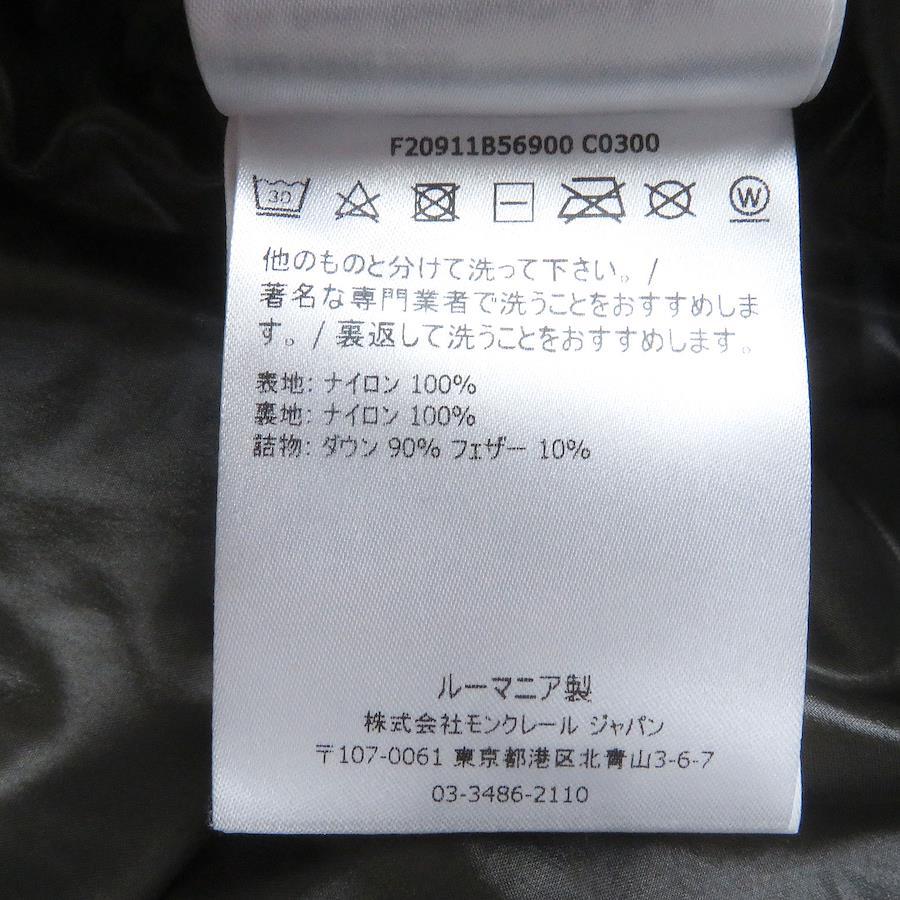 F20911B56900 C0300
30
W
他のものと分けて洗って下さい。/
著名な専門業者で洗うことをおすすめしま
す。/ 裏返して洗うことをおすすめします。
表地: ナイロン 100%
裏地: ナイロン 100%
詰物: ダウン 90% フェザー 10%
ルーマニア製
株式会社モンクレール ジャパン
〒107-0061 東京都港区北青山3-6-7
03-3486-2110